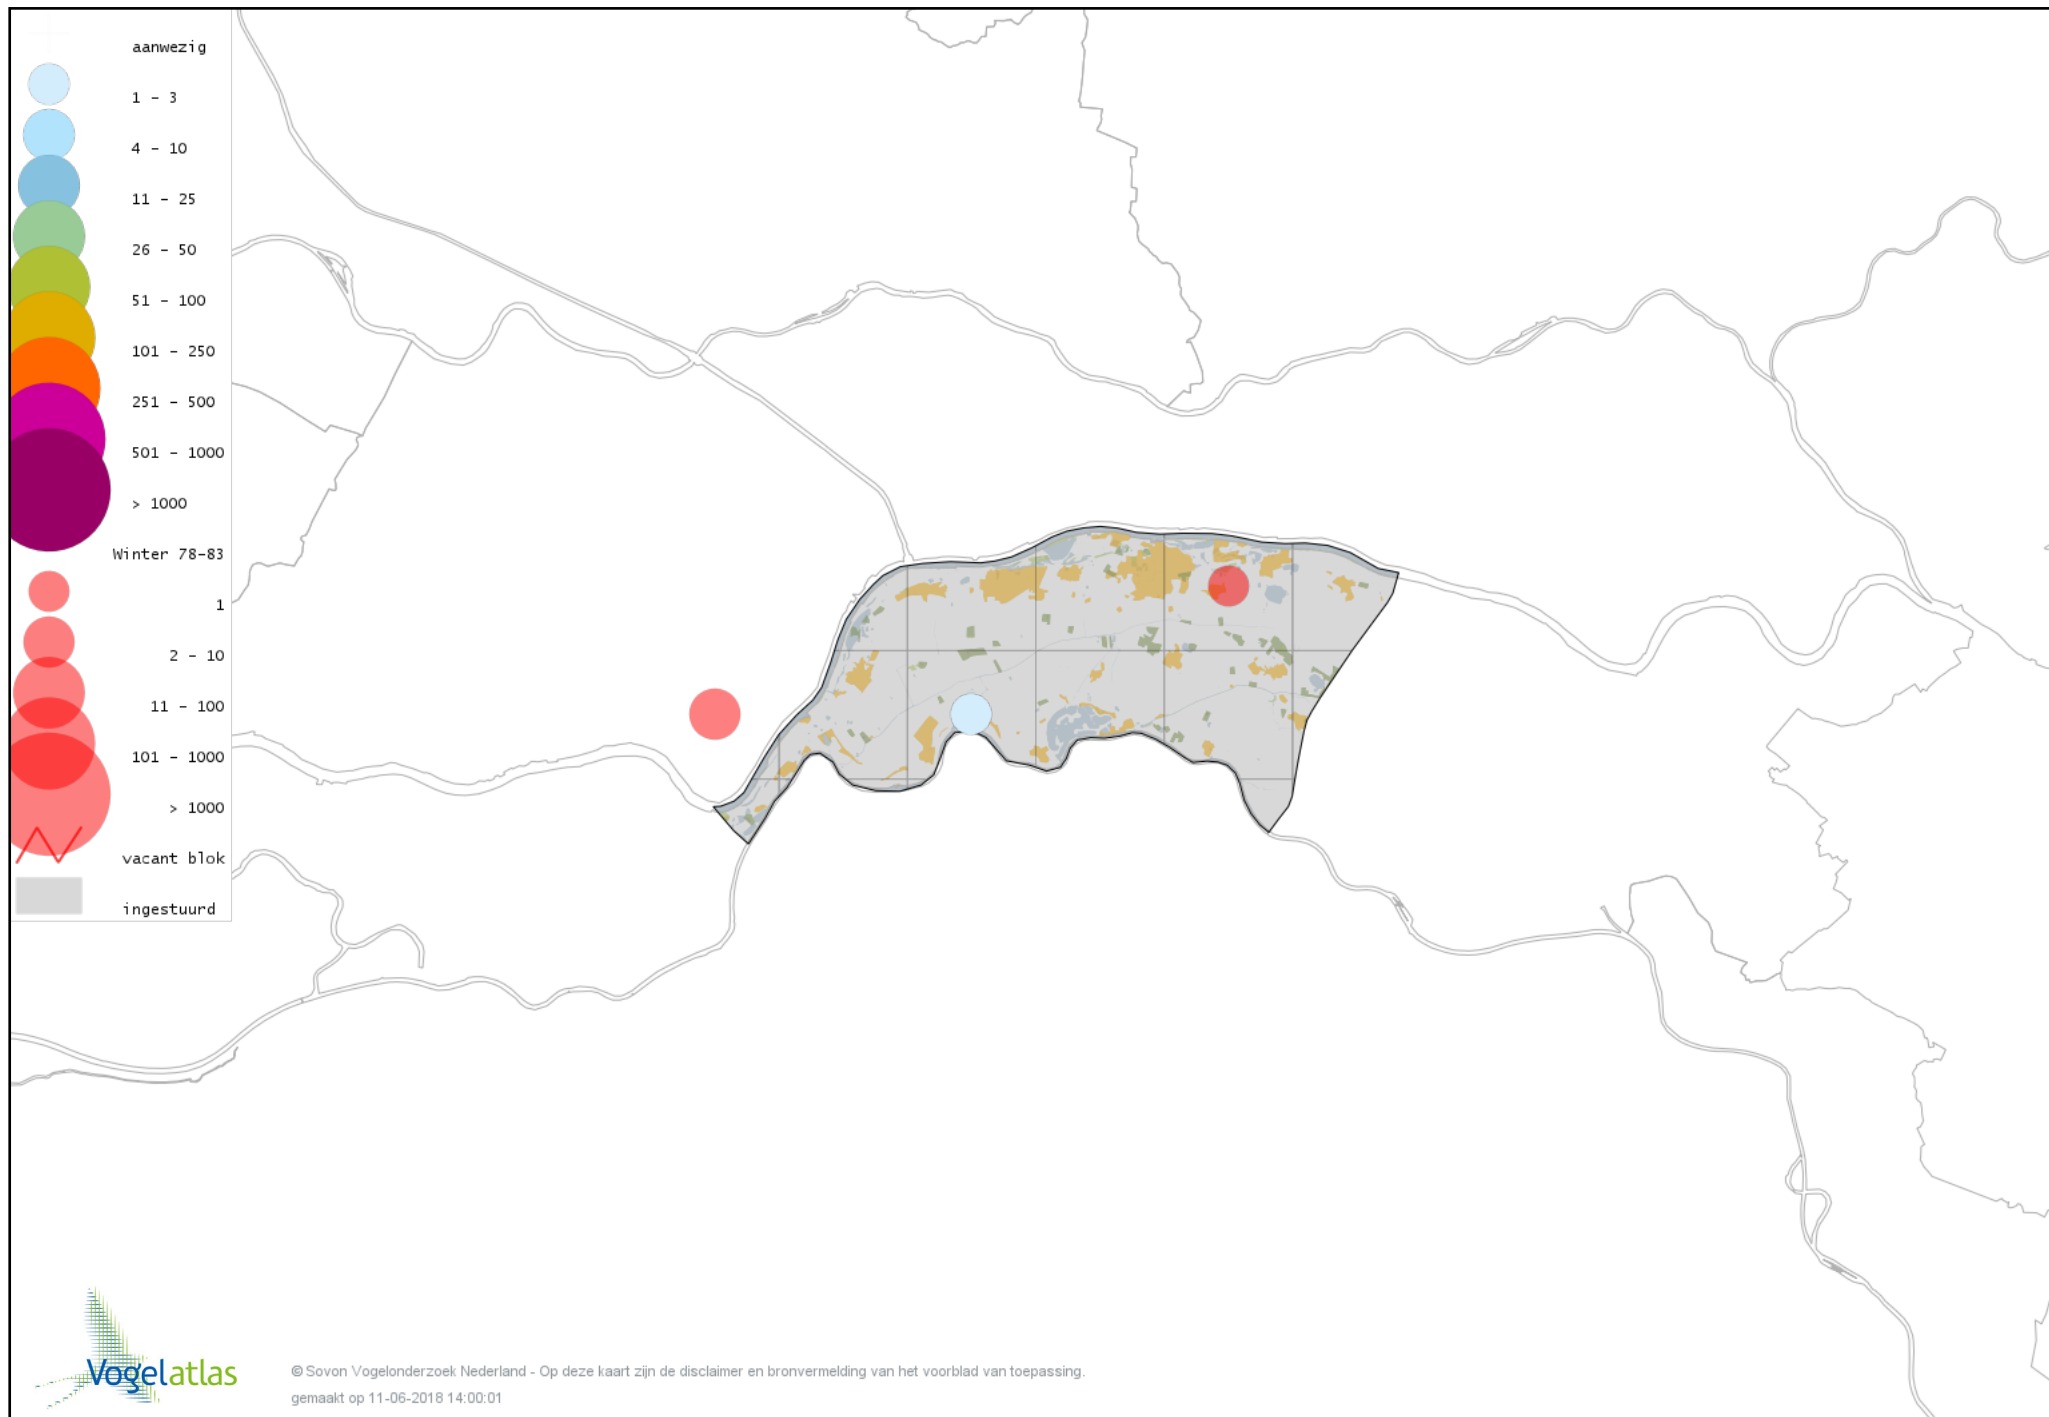 aanwezig
1 - 3
4 - 10
11 - 25
26 - 50
51 - 100
101 - 250
251 - 500
501 - 1000
> 1000
Winter 78-83
1
2 - 10
11 - 100
101 - 1000
> 1000
vacant blok
ingestuurd
Vogelatlas
© Sovon Vogelonderzoek Nederland - Op deze kaart zijn de disclaimer en bronvermelding van het voorblad van toepassing.
gemaakt op 11-06-2018 14:00:01